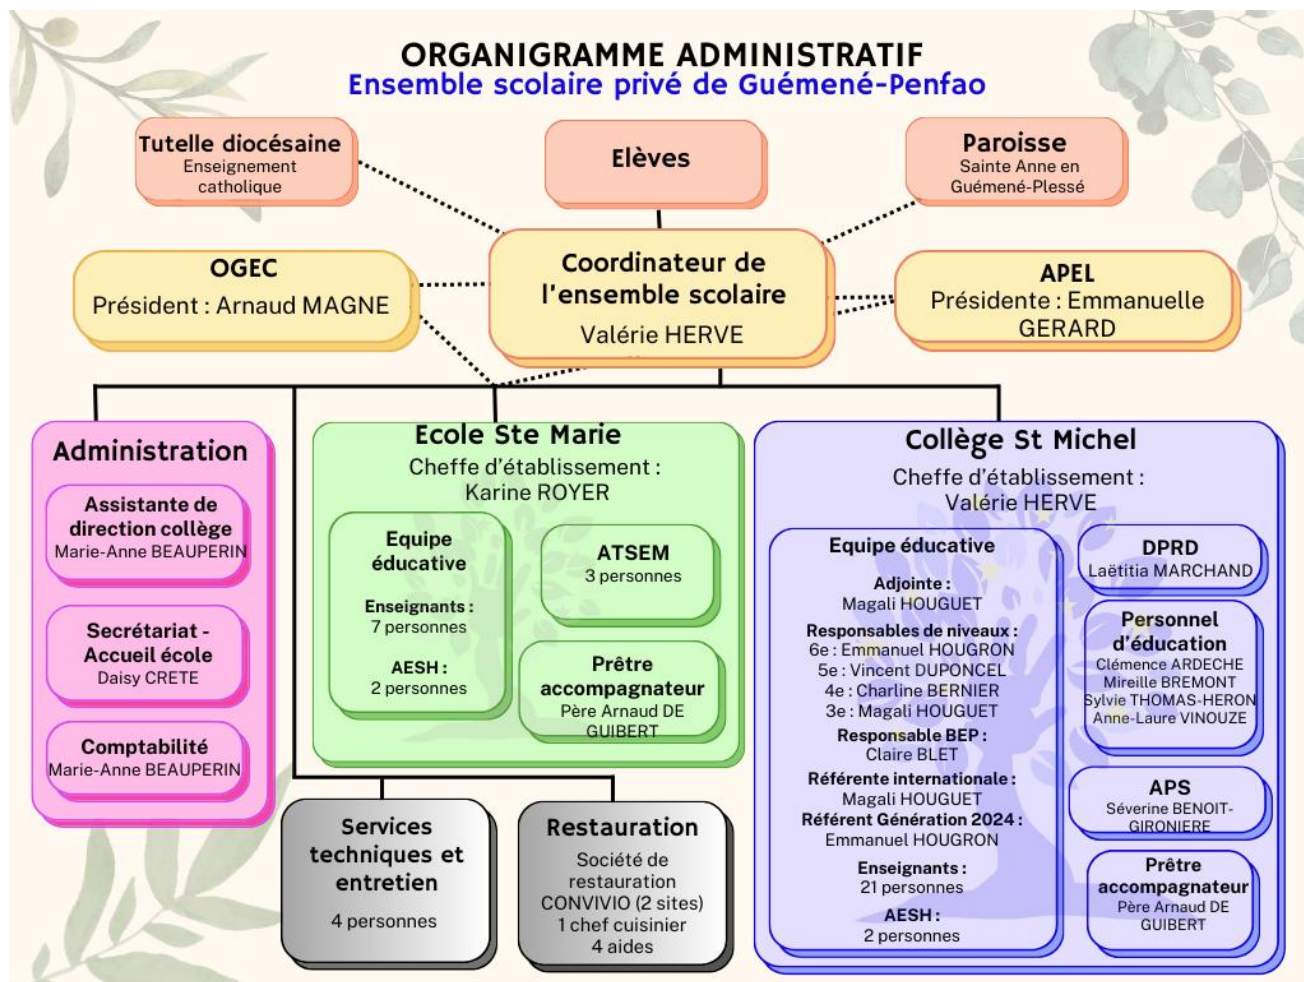 ORGANIGRAMME ADMINISTRATIF
Ensemble scolaire privé de Guémené-Penfao
Tutelle diocésaine
Enseignement
catholique
Elèves
Paroisse
Sainte Anne en
Guémené-Plessé
OGEC
Président : Arnaud MAGNE
Coordinateur de
l'ensemble scolaire
Valérie HERVE
APEL
Présidente : Emmanuelle
GERARD
Administration
Assistante de
direction collège
Marie-Anne BEAUPERIN
Secrétariat -
Accueil école
Daisy CRETE
Comptabilité
Marie-Anne BEAUPERIN
Ecole Ste Marie
Cheffe d'établissement :
Karine ROYER
Equipe
éducative
Enseignants :
7 personnes
AESH :
2 personnes
ATSEM
3 personnes
Prêtre
accompagnateur
Père Arnaud DE
GUIBERT
Services
techniques et
entretien
4 personnes
Restauration
Société de
restauration
CONVIVIO (2 sites)
1 chef cuisinier
4 aides
Collège St Michel
Cheffe d'établissement :
Valérie HERVE
Equipe éducative
Adjointe :
Magali HOUGUET
Responsables de niveaux :
6e : Emmanuel HOUGRON
5e : Vincent DUPONCEL
4e : Charline BERNIER
3e : Magali HOUGUET
Responsable BEP :
Claire BLET
Référente internationale :
Magali HOUGUET
Référent Génération 2024 :
Emmanuel HOUGRON
Enseignants :
21 personnes
AESH :
2 personnes
DPRD
Laëtitia MARCHAND
Personnel
d'éducation
Clémence ARDECHE
Mireille BREMONT
Sylvie THOMAS-HERON
Anne-Laure VINOUZE
APS
Séverine BENOIT-
GIRONIERE
Prêtre
accompagnateur
Père Arnaud DE
GUIBERT